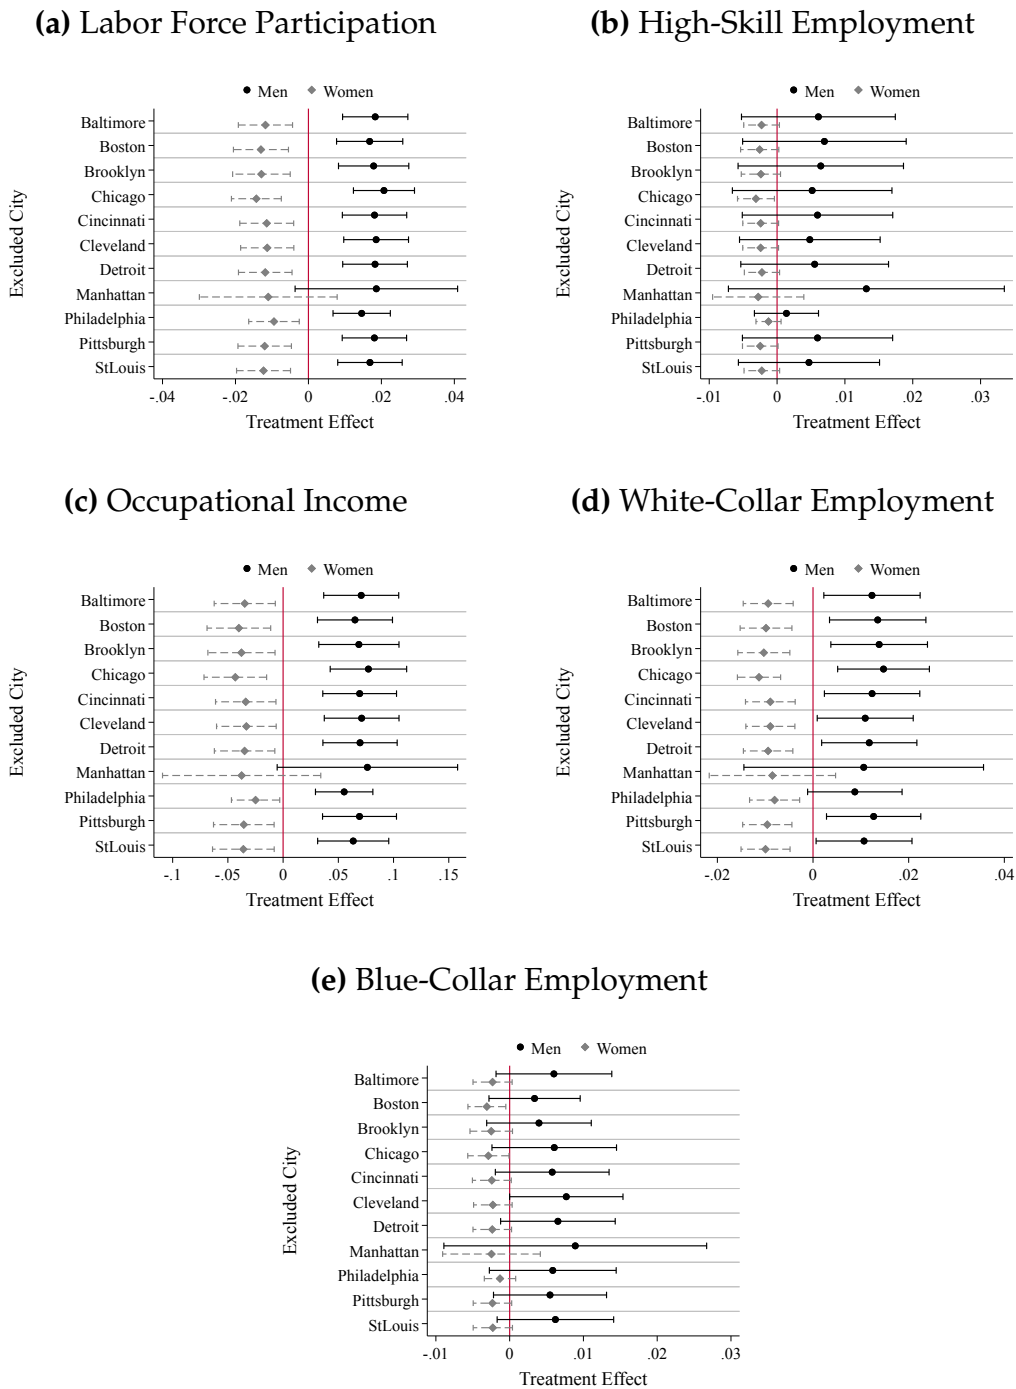 (a) Labor Force Participation
Men Women
Excluded City
Baltimore
Boston
Brooklyn
Chicago
Cincinnati
Cleveland
Detroit
Manhattan
Philadelphia
Pittsburgh
StLouis
-.04 -.02 0 .02 .04
Treatment Effect
(b) High-Skill Employment
Men Women
Excluded City
Baltimore
Boston
Brooklyn
Chicago
Cincinnati
Cleveland
Detroit
Manhattan
Philadelphia
Pittsburgh
StLouis
-.01 0 .01 .02 .03
Treatment Effect
(c) Occupational Income
Men Women
Excluded City
Baltimore
Boston
Brooklyn
Chicago
Cincinnati
Cleveland
Detroit
Manhattan
Philadelphia
Pittsburgh
StLouis
-.1 -.05 0 .05 .1 .15
Treatment Effect
(d) White-Collar Employment
Men Women
Excluded City
Baltimore
Boston
Brooklyn
Chicago
Cincinnati
Cleveland
Detroit
Manhattan
Philadelphia
Pittsburgh
StLouis
-.02 0 .02 .04
Treatment Effect
(e) Blue-Collar Employment
Men Women
Excluded City
Baltimore
Boston
Brooklyn
Chicago
Cincinnati
Cleveland
Detroit
Manhattan
Philadelphia
Pittsburgh
StLouis
-.01 0 .01 .02 .03
Treatment Effect